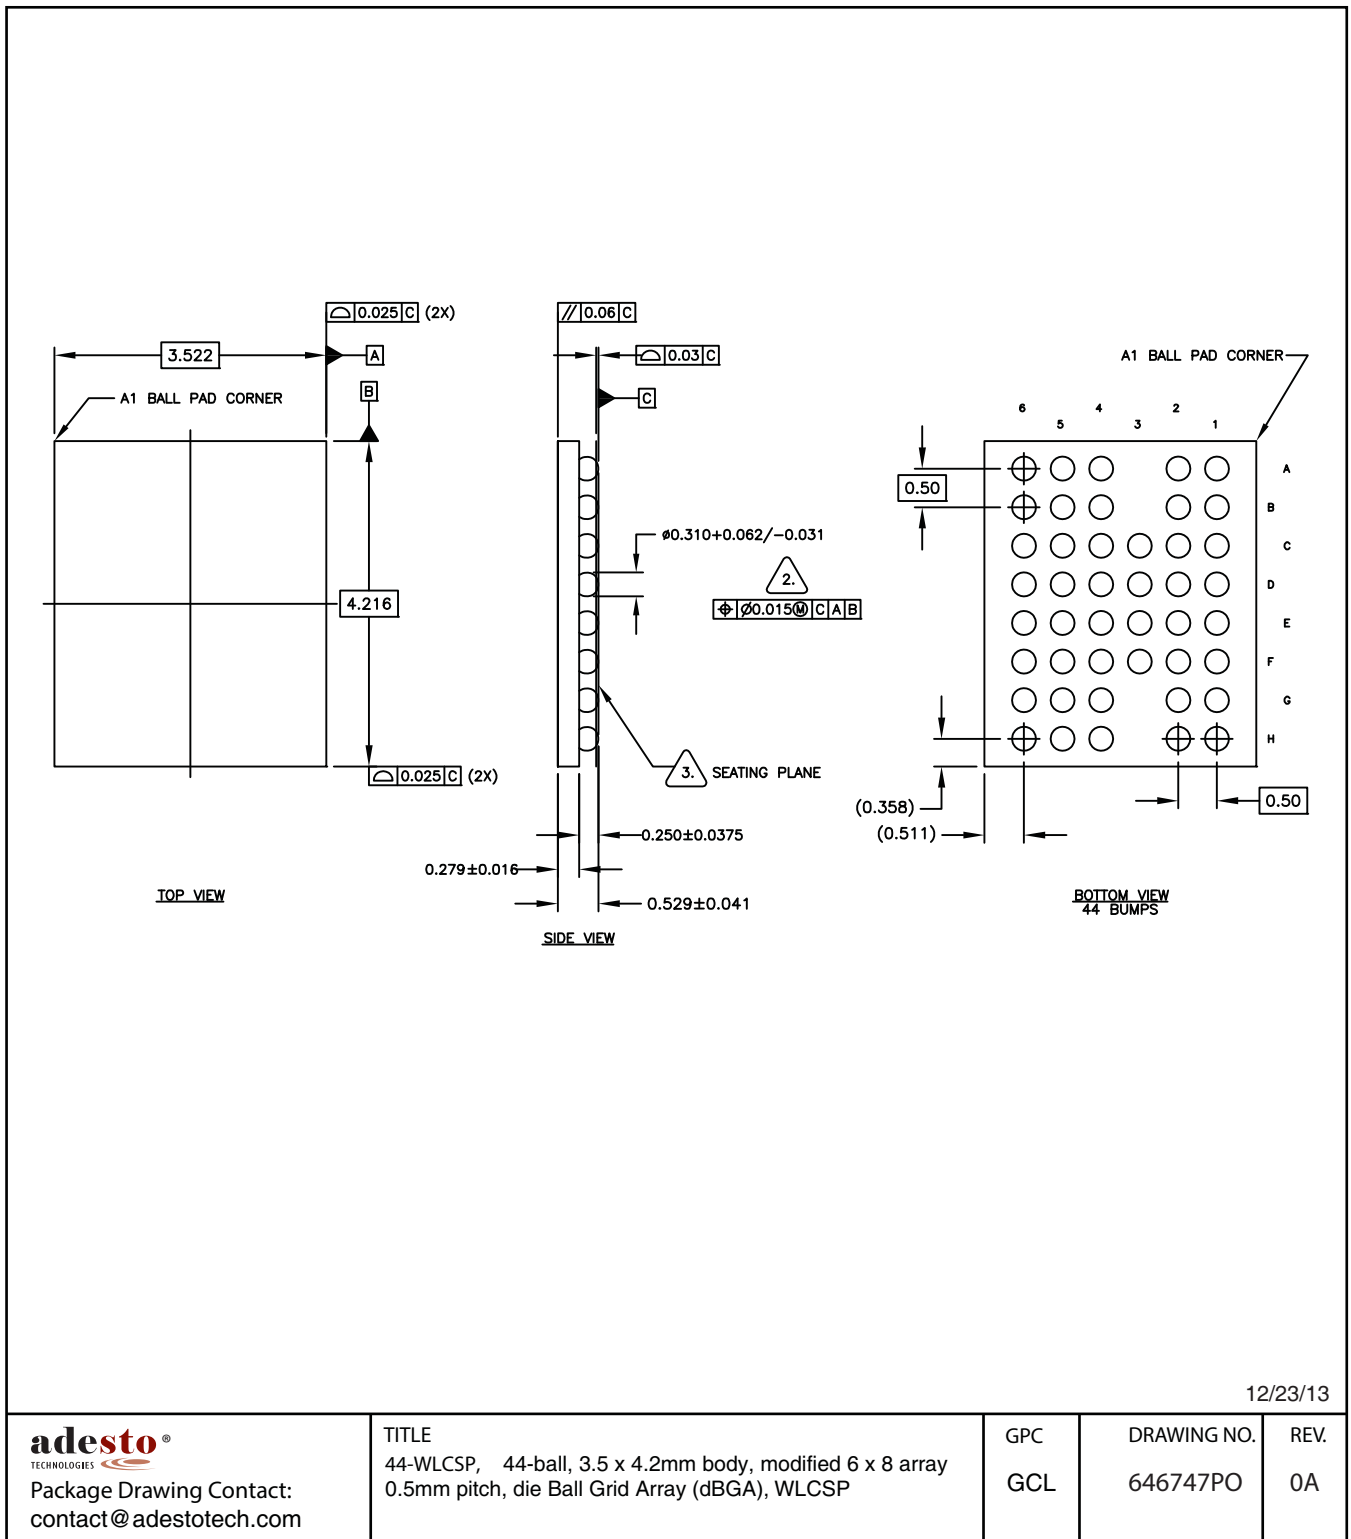 0.025 C (2X)
3.522
A
A1 BALL PAD CORNER
B
4.216
0.025 C (2X)
TOP VIEW
// 0.06 C
0.03 C
C
ø0.310+0.062/-0.031
2.
⌖ Ø0.015Ⓜ C A B
3. SEATING PLANE
0.250±0.0375
0.279±0.016
0.529±0.041
SIDE VIEW
A1 BALL PAD CORNER
6 4 2
5 3 1
A
0.50
B
C
D
E
F
G
H
(0.358)
0.50
(0.511)
BOTTOM VIEW
44 BUMPS
12/23/13
adesto®
TECHNOLOGIES
Package Drawing Contact:
contact@adestotech.com
TITLE
44-WLCSP, 44-ball, 3.5 x 4.2mm body, modified 6 x 8 array
0.5mm pitch, die Ball Grid Array (dBGA), WLCSP
GPC
GCL
DRAWING NO.
646747PO
REV.
0A